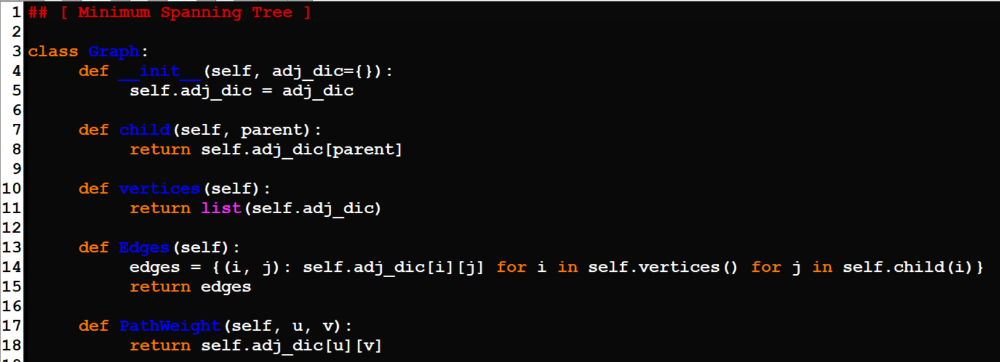 1 ## [ Minimum Spanning Tree ]
2
3 class Graph:
4     def __init__(self, adj_dic={}):
5         self.adj_dic = adj_dic
6
7     def child(self, parent):
8         return self.adj_dic[parent]
9
10     def vertices(self):
11         return list(self.adj_dic)
12
13     def Edges(self):
14         edges = {(i, j): self.adj_dic[i][j] for i in self.vertices() for j in self.child(i)}
15         return edges
16
17     def PathWeight(self, u, v):
18         return self.adj_dic[u][v]